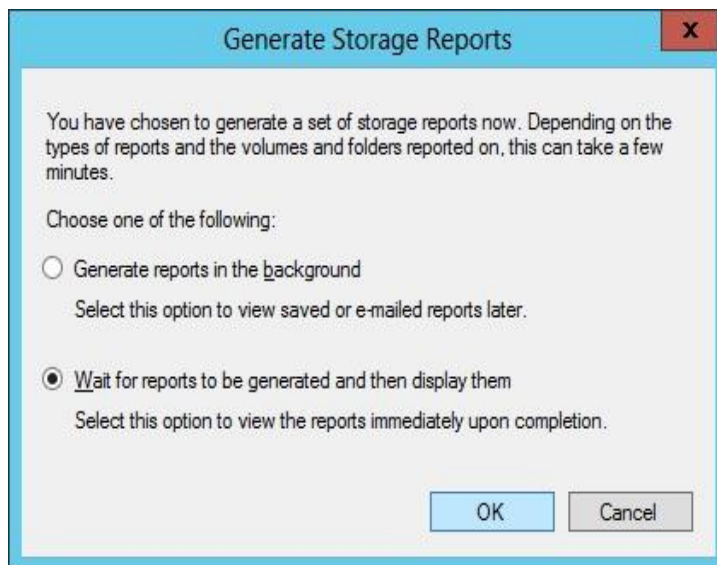 Generate Storage Reports
x
You have chosen to generate a set of storage reports now. Depending on the
types of reports and the volumes and folders reported on, this can take a few
minutes.
Choose one of the following:
Generate reports in the background
Select this option to view saved or e-mailed reports later.
Wait for reports to be generated and then display them
Select this option to view the reports immediately upon completion.
OK Cancel